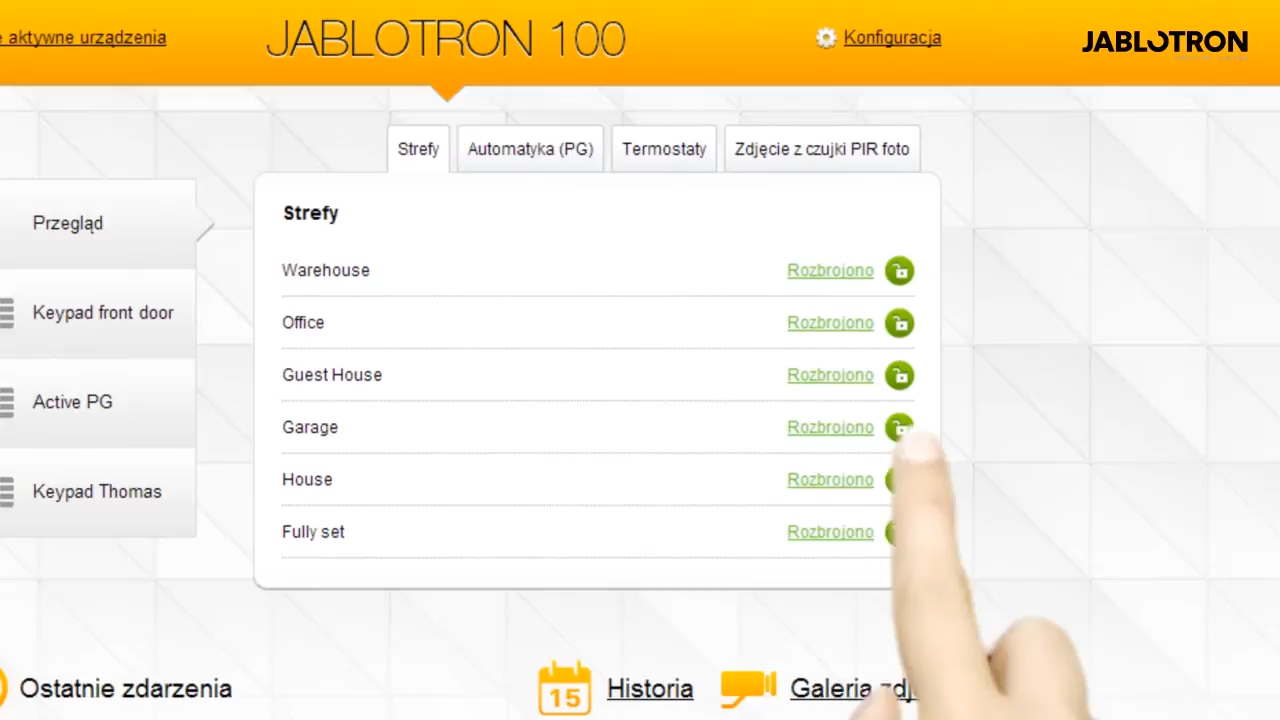 aktywne urządzenia
JABLOTRON 100
Konfiguracja
JABLOTRON
Strefy
Automatyka (PG)
Termostaty
Zdjęcie z czujki PIR foto
Przegląd
Keypad front door
Active PG
Keypad Thomas
Strefy
Warehouse Rozbrojono
Office Rozbrojono
Guest House Rozbrojono
Garage Rozbrojono
House Rozbrojono
Fully set Rozbrojono
Ostatnie zdarzenia
15
Historia
Galeria